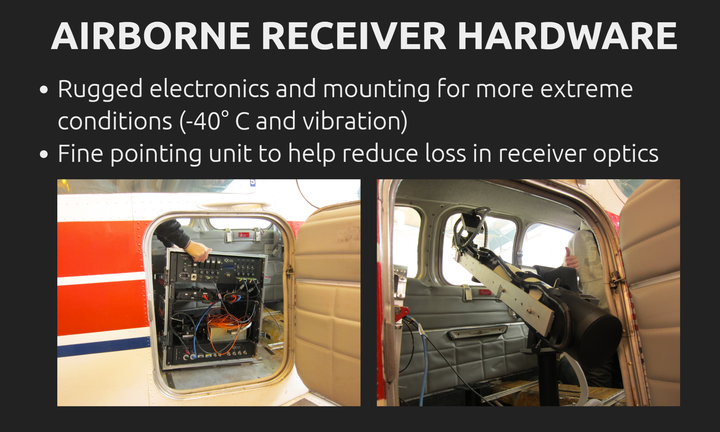 AIRBORNE RECEIVER HARDWARE
• Rugged electronics and mounting for more extreme
conditions (-40° C and vibration)
• Fine pointing unit to help reduce loss in receiver optics